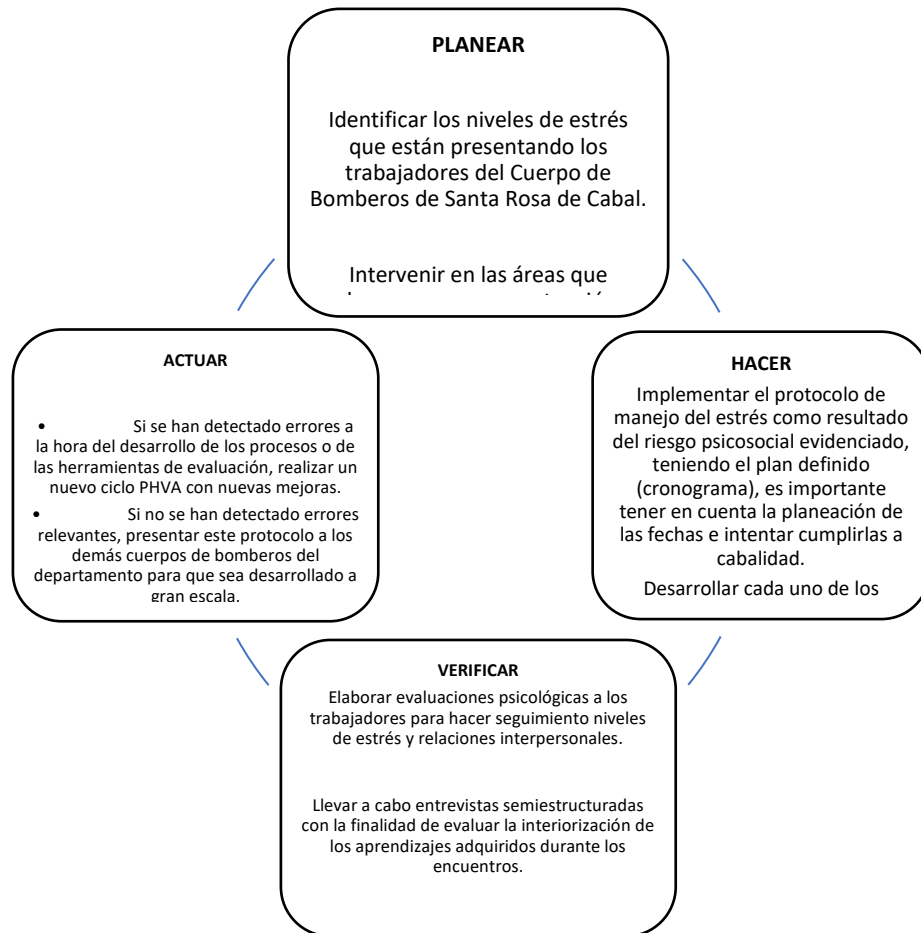 PLANEAR
Identificar los niveles de estrés
que están presentando los
trabajadores del Cuerpo de
Bomberos de Santa Rosa de Cabal.
Intervenir en las áreas que
HACER
Implementar el protocolo de
manejo del estrés como resultado
del riesgo psicosocial evidenciado,
teniendo el plan definido
(cronograma), es importante
tener en cuenta la planeación de
las fechas e intentar cumplirlas a
cabalidad.
Desarrollar cada uno de los
VERIFICAR
Elaborar evaluaciones psicológicas a los
trabajadores para hacer seguimiento niveles
de estrés y relaciones interpersonales.
Llevar a cabo entrevistas semiestructuradas
con la finalidad de evaluar la interiorización de
los aprendizajes adquiridos durante los
encuentros.
ACTUAR
• Si se han detectado errores a
la hora del desarrollo de los procesos o de
las herramientas de evaluación, realizar un
nuevo ciclo PHVA con nuevas mejoras.
• Si no se han detectado errores
relevantes, presentar este protocolo a los
demás cuerpos de bomberos del
departamento para que sea desarrollado a
gran escala.